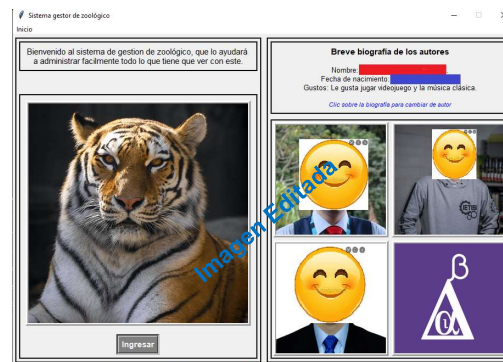 Sistema gestor de zoológico
Inicio
Bienvenido al sistema de gestion de zoológico, que lo ayudará
a administrar facilmente todo lo que tiene que ver con este.
Ingresar
Breve biografía de los autores
Nombre:
Fecha de nacimiento:
Gustos: Le gusta jugar videojuego y la música clásica.
Clic sobre la biografía para cambiar de autor
IETISI
β
α
Imagen Editada